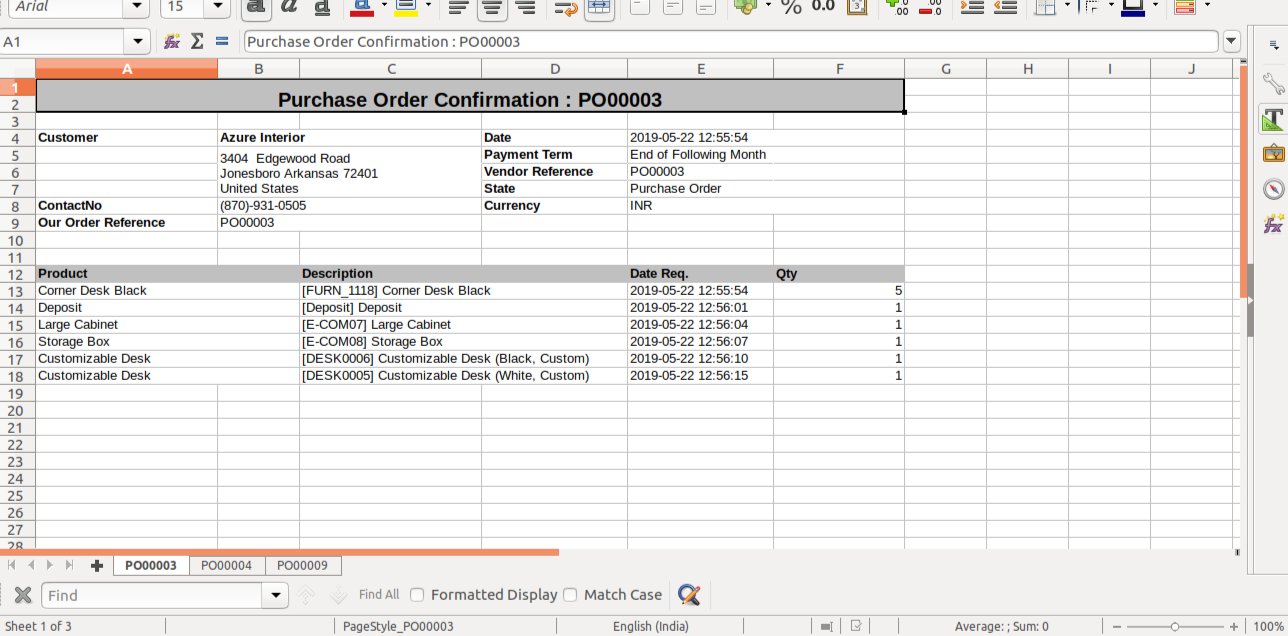 Arial 15 a a a a % 0.0 .00 .00
A1 fx Σ = Purchase Order Confirmation : PO00003
A B C D E F G H I J
1
2 Purchase Order Confirmation : PO00003
3
4 Customer Azure Interior Date 2019-05-22 12:55:54
5 3404 Edgewood Road Payment Term End of Following Month
6 Jonesboro Arkansas 72401 Vendor Reference PO00003
7 United States State Purchase Order
8 ContactNo (870)-931-0505 Currency INR
9 Our Order Reference PO00003
10
11
12 Product Description Date Req. Qty
13 Corner Desk Black [FURN_1118] Corner Desk Black 2019-05-22 12:55:54 5
14 Deposit [Deposit] Deposit 2019-05-22 12:56:01 1
15 Large Cabinet [E-COM07] Large Cabinet 2019-05-22 12:56:04 1
16 Storage Box [E-COM08] Storage Box 2019-05-22 12:56:07 1
17 Customizable Desk [DESK0006] Customizable Desk (Black, Custom) 2019-05-22 12:56:10 1
18 Customizable Desk [DESK0005] Customizable Desk (White, Custom) 2019-05-22 12:56:15 1
19
20
21
22
23
24
25
26
27
28
PO00003 PO00004 PO00009
Find Find All Formatted Display Match Case
Sheet 1 of 3 PageStyle_PO00003 English (India) Average: ; Sum: 0 100%